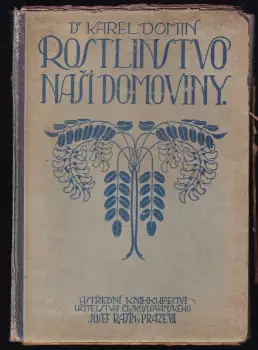 Dr KAREL DOMIN
ROSTLINSTVO
NAŠÍ DOMOVINY.
ÚSTŘEDNÍ KNIHKUPECTVÍ
UČITELSTVA ČESKOSLOVANSKÉHO
JOSEF RAŠÍN V PRAZE VII.